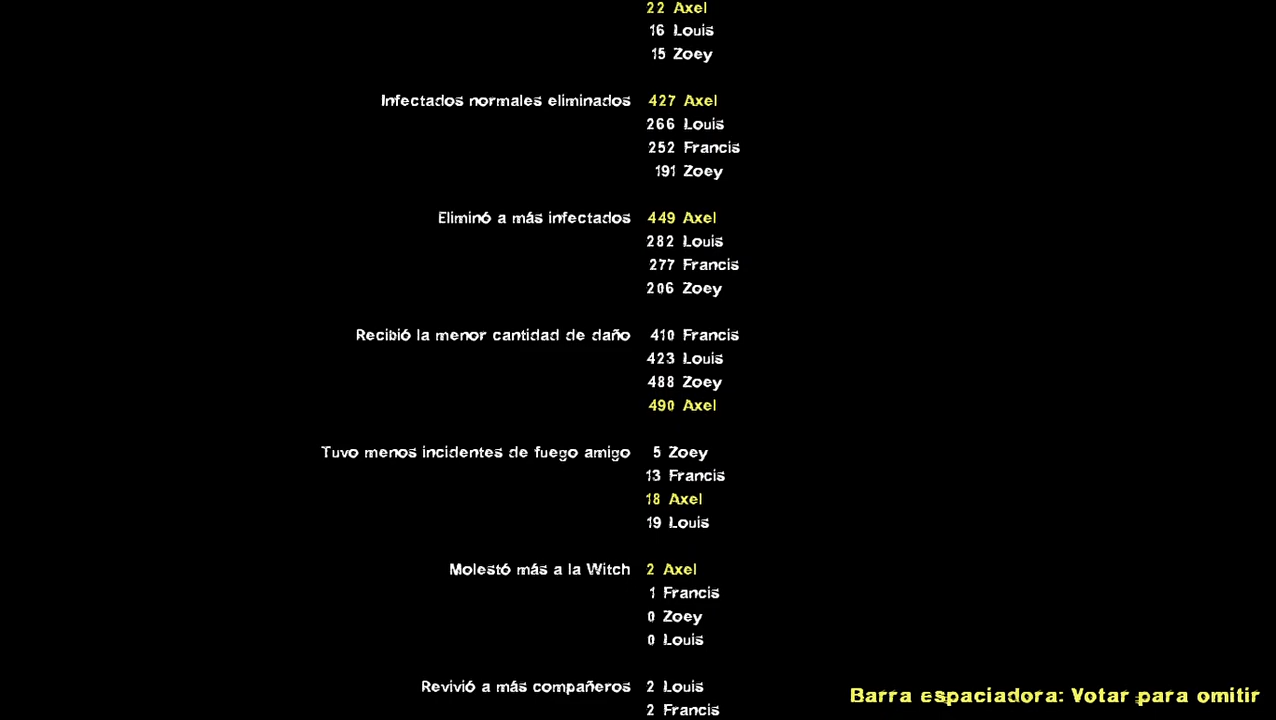 22 Axel
16 Louis
15 Zoey
Infectados normales eliminados 427 Axel
266 Louis
252 Francis
191 Zoey
Eliminó a más infectados 449 Axel
282 Louis
277 Francis
206 Zoey
Recibió la menor cantidad de daño 410 Francis
423 Louis
488 Zoey
490 Axel
Tuvo menos incidentes de fuego amigo 5 Zoey
13 Francis
18 Axel
19 Louis
Molestó más a la Witch 2 Axel
1 Francis
0 Zoey
0 Louis
Revivió a más compañeros 2 Louis
2 Francis
Barra espaciadora: Votar para omitir